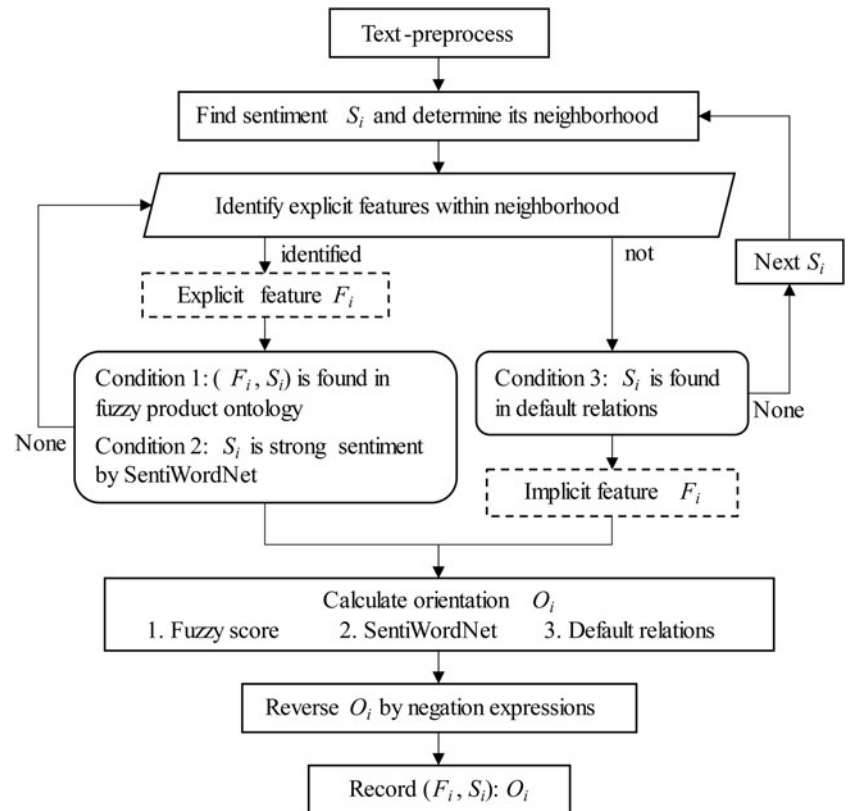 Text-preprocess
Find sentiment S_i and determine its neighborhood
Identify explicit features within neighborhood
identified
not
Next S_i
Explicit feature F_i
Condition 1: ( F_i , S_i) is found in
fuzzy product ontology
Condition 2: S_i is strong sentiment
by SentiWordNet
None
Condition 3: S_i is found
in default relations
None
Implicit feature F_i
Calculate orientation O_i
1. Fuzzy score 2. SentiWordNet 3. Default relations
Reverse O_i by negation expressions
Record (F_i , S_i): O_i